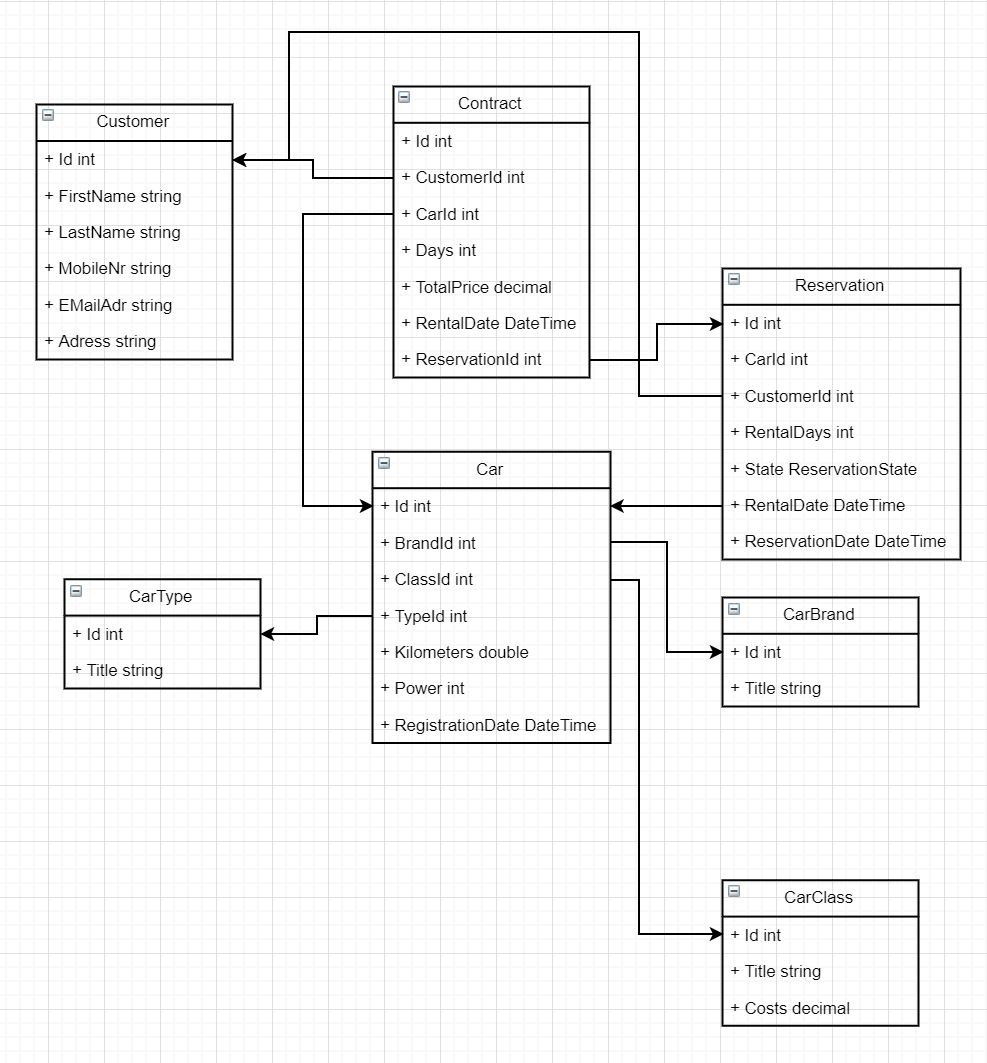 Customer
+ Id int
+ FirstName string
+ LastName string
+ MobileNr string
+ EMailAdr string
+ Adress string
Contract
+ Id int
+ CustomerId int
+ CarId int
+ Days int
+ TotalPrice decimal
+ RentalDate DateTime
+ ReservationId int
Reservation
+ Id int
+ CarId int
+ CustomerId int
+ RentalDays int
+ State ReservationState
+ RentalDate DateTime
+ ReservationDate DateTime
Car
+ Id int
+ BrandId int
+ ClassId int
+ TypeId int
+ Kilometers double
+ Power int
+ RegistrationDate DateTime
CarType
+ Id int
+ Title string
CarBrand
+ Id int
+ Title string
CarClass
+ Id int
+ Title string
+ Costs decimal